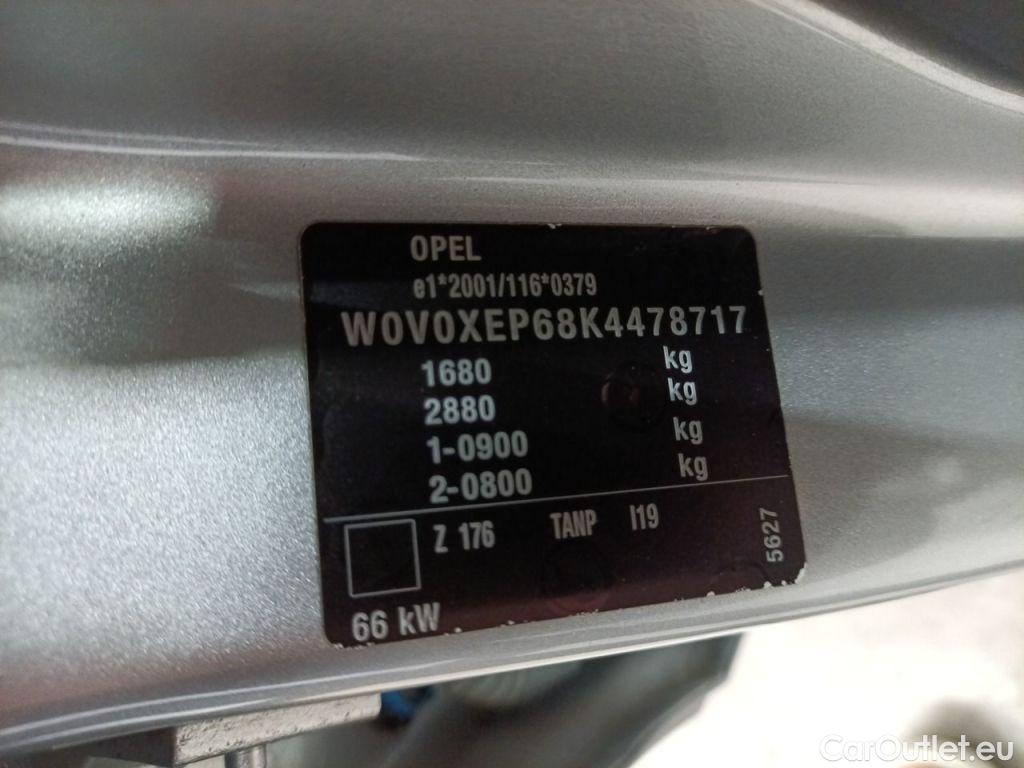 OPEL
e1*2001/116*0379
W0V0XEP68K4478717
1680 kg
2880 kg
1-0900 kg
2-0800 kg
Z 176 TANP I19
5627
66 kW
CarOutlet.eu